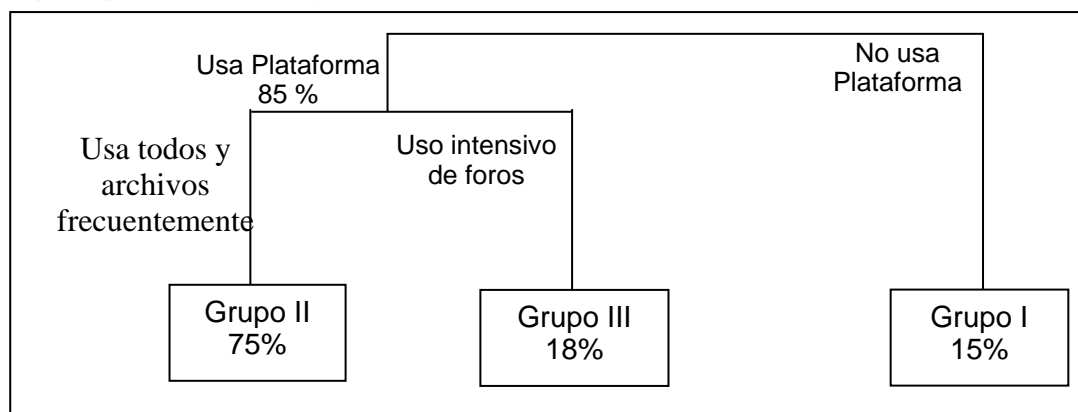 Usa Plataforma
85 %
No usa
Plataforma
Usa todos y
archivos
frecuentemente
Uso intensivo
de foros
Grupo II
75%
Grupo III
18%
Grupo I
15%